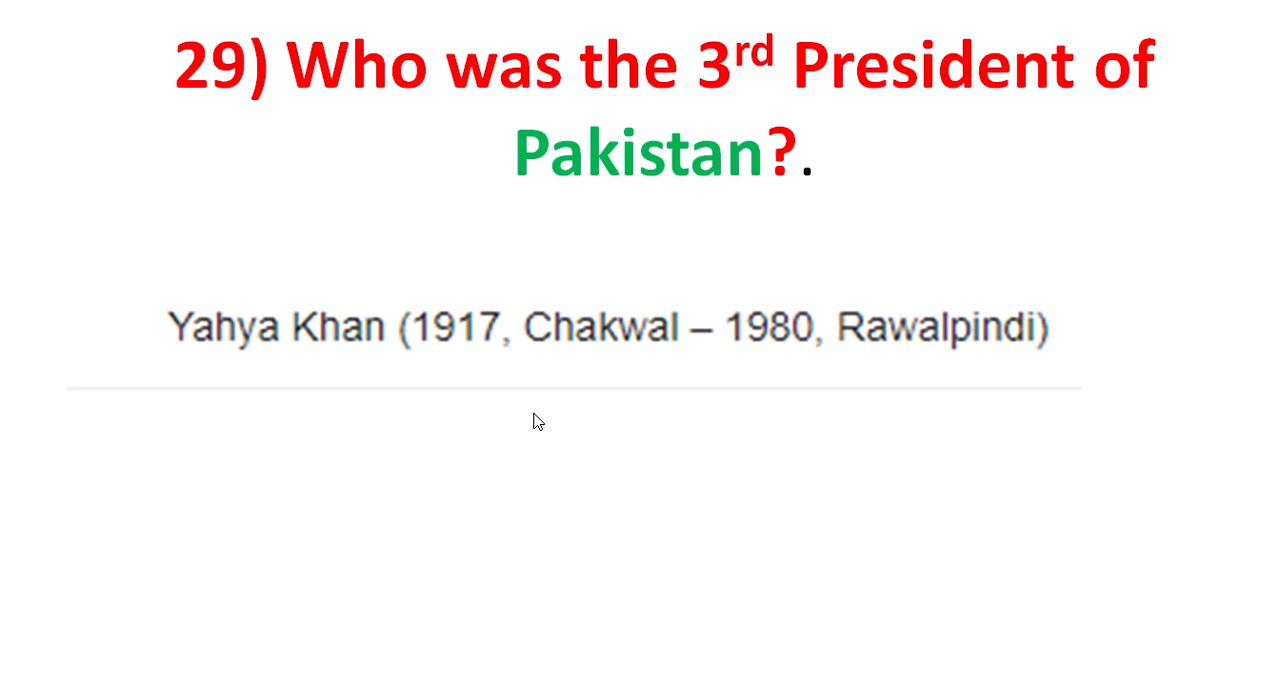 29) Who was the 3rd President of
Pakistan?.
Yahya Khan (1917, Chakwal – 1980, Rawalpindi)